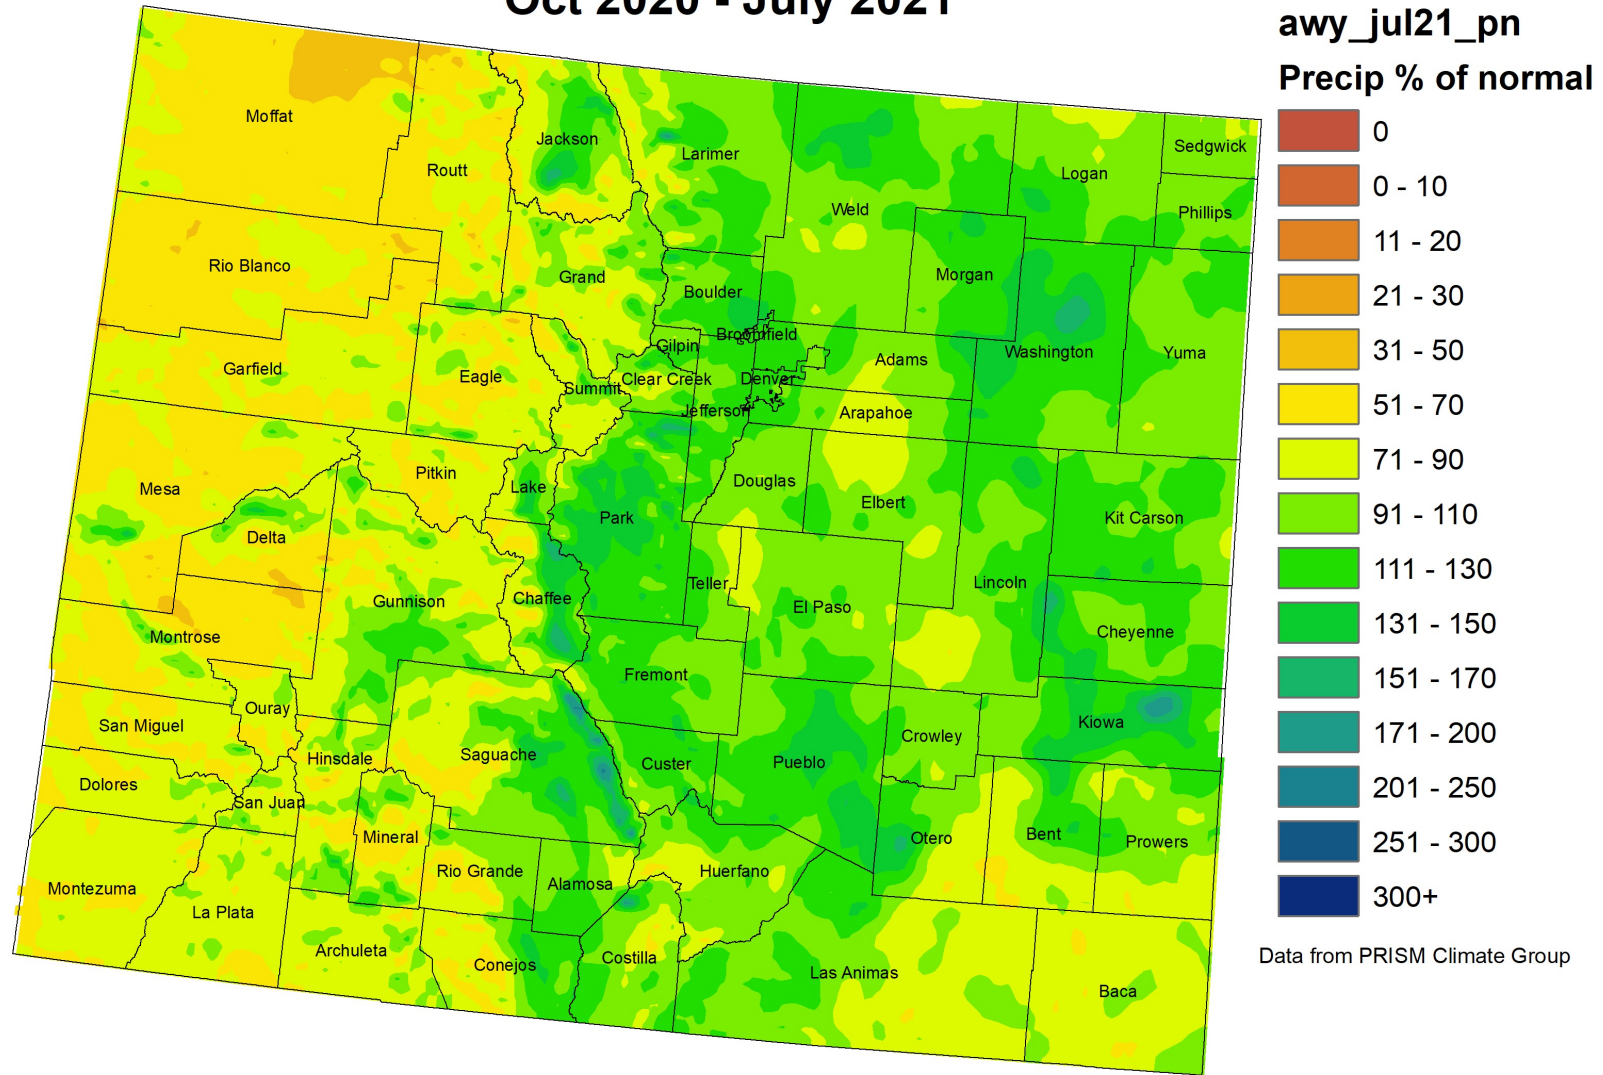 Oct 2020 - July 2021
awy_jul21_pn
Precip % of normal
0
0 - 10
11 - 20
21 - 30
31 - 50
51 - 70
71 - 90
91 - 110
111 - 130
131 - 150
151 - 170
171 - 200
201 - 250
251 - 300
300+
Data from PRISM Climate Group
Moffat
Routt
Jackson
Larimer
Weld
Logan
Sedgwick
Phillips
Rio Blanco
Grand
Boulder
Morgan
Broomfield
Gilpin
Garfield
Eagle
Summit
Clear Creek
Denver
Jefferson
Adams
Arapahoe
Washington
Yuma
Mesa
Pitkin
Lake
Park
Douglas
Elbert
Kit Carson
Delta
Gunnison
Chaffee
Teller
El Paso
Lincoln
Cheyenne
Montrose
Fremont
Ouray
San Miguel
Hinsdale
Saguache
Custer
Pueblo
Crowley
Kiowa
Dolores
San Juan
Mineral
Rio Grande
Alamosa
Huerfano
Otero
Bent
Prowers
Montezuma
La Plata
Archuleta
Conejos
Costilla
Las Animas
Baca